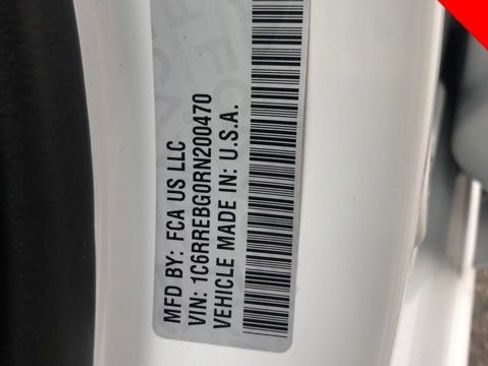 MFD BY: FCA US LLC
VIN: 1C6RREBG0RN200470
VEHICLE MADE IN: U.S.A.